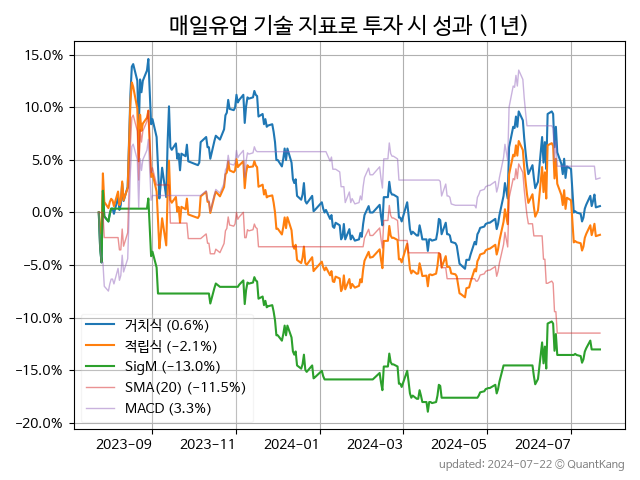 매일유업 기술 지표로 투자 시 성과 (1년)
15.0%
10.0%
5.0%
0.0%
−5.0%
−10.0%
−15.0%
−20.0%
거치식 (0.6%)
적립식 (−2.1%)
SigM (−13.0%)
SMA(20) (−11.5%)
MACD (3.3%)
2023−09 2023−11 2024−01 2024−03 2024−05 2024−07
updated: 2024-07-22 © QuantKang